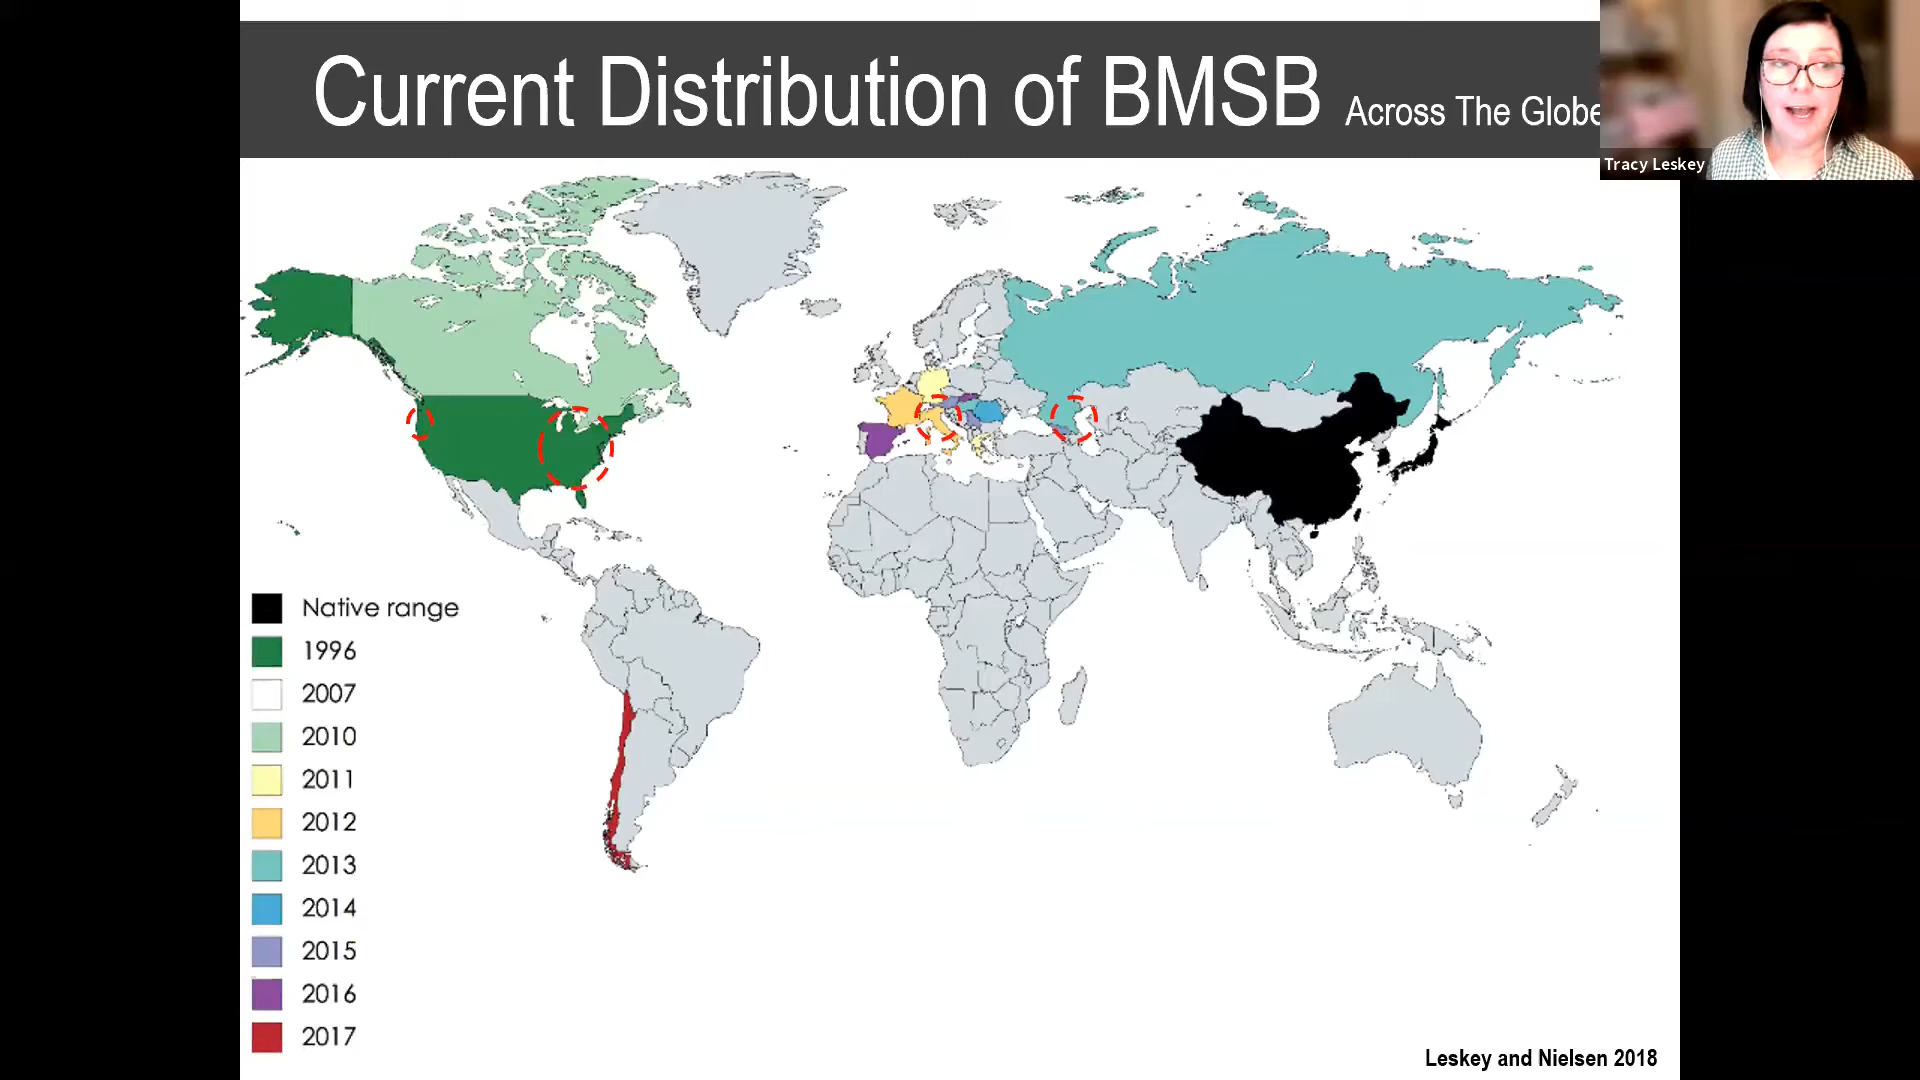 Current Distribution of BMSB Across The Globe
Tracy Leskey
Native range
1996
2007
2010
2011
2012
2013
2014
2015
2016
2017
Leskey and Nielsen 2018